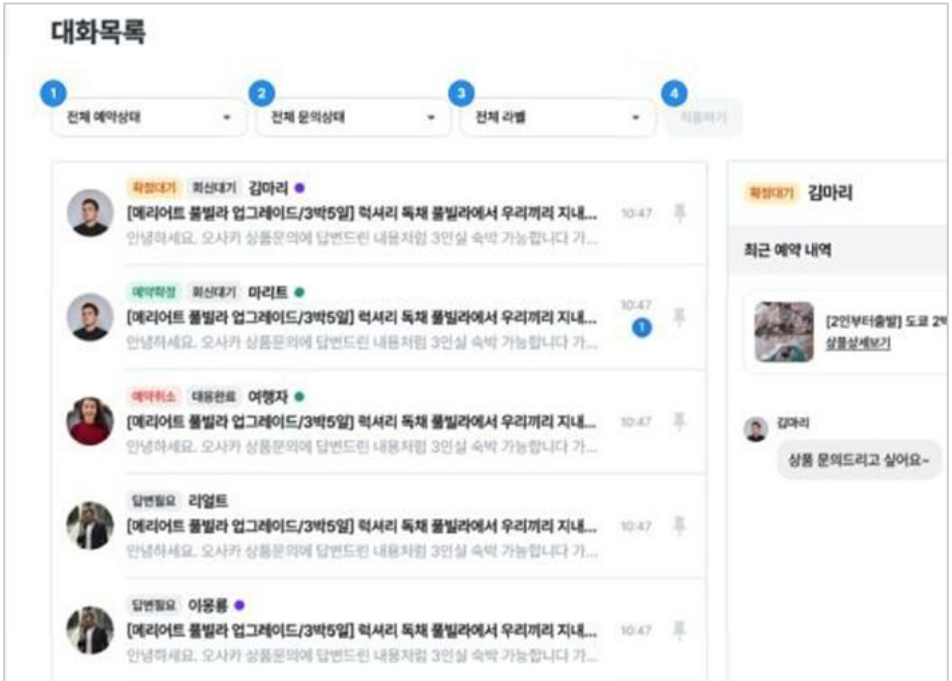 대화목록
1 2 3 4
전체 예약상태 전체 문의상태 전체 라벨 적용하기
확정대기 회신대기 김마리
[메리어트 풀빌라 업그레이드/3박5일] 럭셔리 독채 풀빌라에서 우리끼리 지내... 10:47
안녕하세요. 오사카 상품문의에 답변드린 내용처럼 3인실 숙박 가능합니다 가...
예약확정 회신대기 마리트
[메리어트 풀빌라 업그레이드/3박5일] 럭셔리 독채 풀빌라에서 우리끼리 지내... 10:47
1
안녕하세요. 오사카 상품문의에 답변드린 내용처럼 3인실 숙박 가능합니다 가...
예약취소 대응완료 여행자
[메리어트 풀빌라 업그레이드/3박5일] 럭셔리 독채 풀빌라에서 우리끼리 지내... 10:47
안녕하세요. 오사카 상품문의에 답변드린 내용처럼 3인실 숙박 가능합니다 가...
답변필요 리얼트
[메리어트 풀빌라 업그레이드/3박5일] 럭셔리 독채 풀빌라에서 우리끼리 지내... 10:47
안녕하세요. 오사카 상품문의에 답변드린 내용처럼 3인실 숙박 가능합니다 가...
답변필요 이몽룡
[메리어트 풀빌라 업그레이드/3박5일] 럭셔리 독채 풀빌라에서 우리끼리 지내... 10:47
안녕하세요. 오사카 상품문의에 답변드린 내용처럼 3인실 숙박 가능합니다 가...
확정대기 김마리
최근 예약 내역
[2인부터출발] 도쿄 2박
상품상세보기
김마리
상품 문의드리고 싶어요~